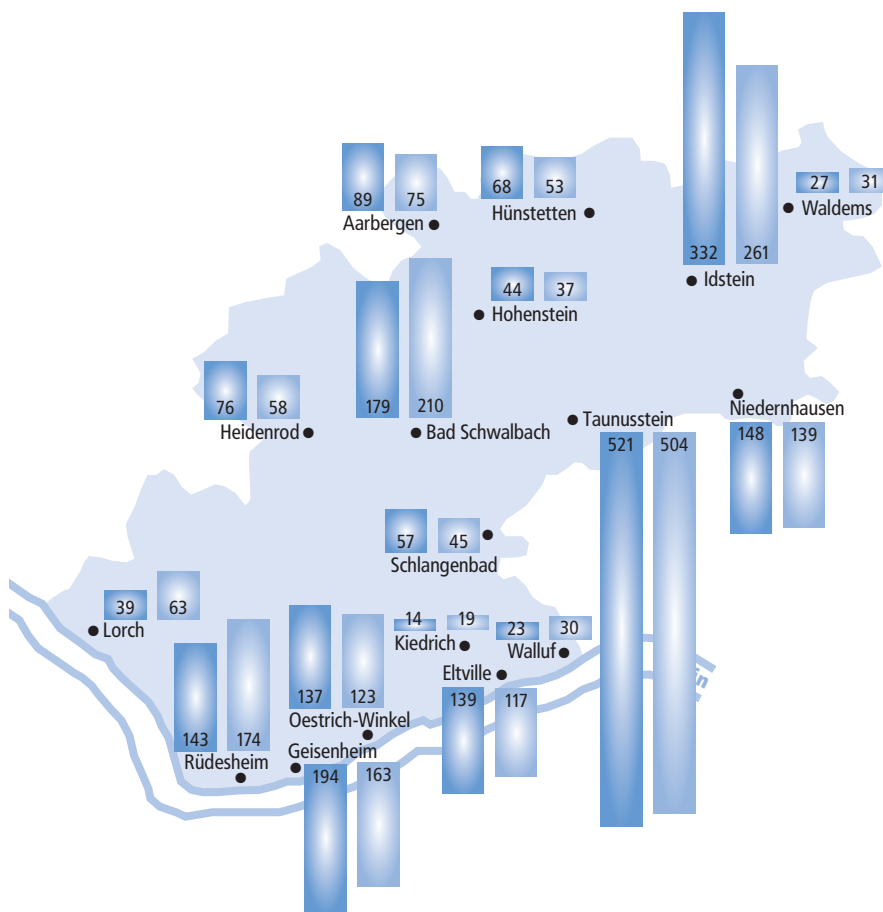 89 75
Aarbergen
68 53
Hünstetten
27 31
Waldems
332 261
Idstein
44 37
Hohenstein
179 210
Bad Schwalbach
76 58
Heidenrod
Taunusstein
521 504
Niedernhausen
148 139
57 45
Schlangenbad
39 63
Lorch
14 19
Kiedrich
23 30
Walluf
Eltville
139 117
137 123
Oestrich-Winkel
143 174
Rüdesheim
Geisenheim
194 163
in